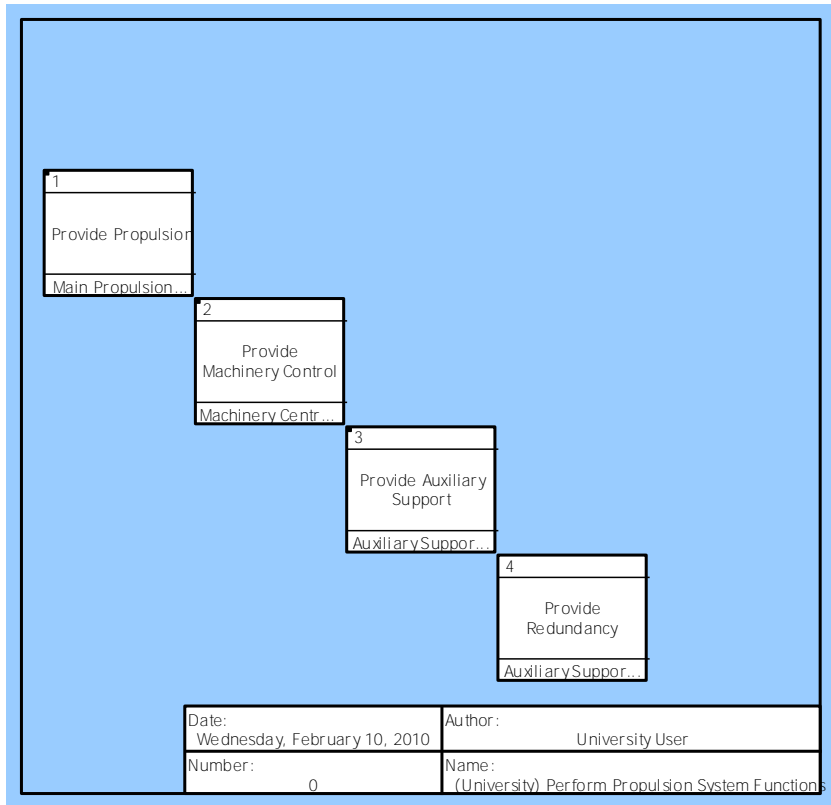 1
Provide Propulsion
Main Propulsion...
2
Provide
Machinery Control
Machinery Centr...
3
Provide Auxiliary
Support
Auxiliary Suppor...
4
Provide
Redundancy
Auxiliary Suppor...
Date:
Wednesday, February 10, 2010
Author:
University User
Number:
0
Name:
(University) Perform Propulsion System Functions